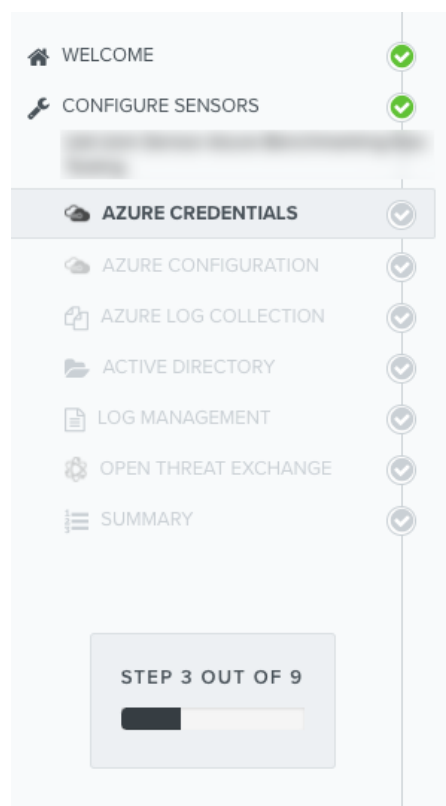 WELCOME
CONFIGURE SENSORS
AZURE CREDENTIALS
AZURE CONFIGURATION
AZURE LOG COLLECTION
ACTIVE DIRECTORY
LOG MANAGEMENT
OPEN THREAT EXCHANGE
SUMMARY
STEP 3 OUT OF 9